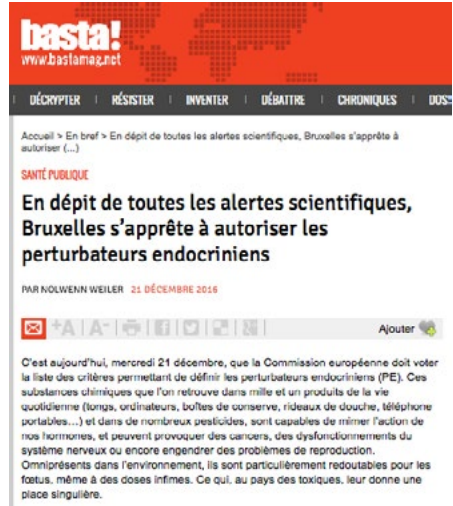 basta!
www.bastamag.net
DÉCRYPTER | RÉSISTER | INVENTER | DÉBATTRE | CHRONIQUES | DOS
Accueil > En bref > En dépit de toutes les alertes scientifiques, Bruxelles s'apprête à
autoriser (...)
SANTÉ PUBLIQUE
En dépit de toutes les alertes scientifiques,
Bruxelles s'apprête à autoriser les
perturbateurs endocriniens
PAR NOLWENN WEILER 21 DÉCEMBRE 2016
+A | A- | Ajouter
C'est aujourd'hui, mercredi 21 décembre, que la Commission européenne doit voter
la liste des critères permettant de définir les perturbateurs endocriniens (PE). Ces
substances chimiques que l'on retrouve dans mille et un produits de la vie
quotidienne (tongs, ordinateurs, boîtes de conserve, rideaux de douche, téléphone
portables...) et dans de nombreux pesticides, sont capables de mimer l'action de
nos hormones, et peuvent provoquer des cancers, des dysfonctionnements du
système nerveux ou encore engendrer des problèmes de reproduction.
Omniprésents dans l'environnement, ils sont particulièrement redoutables pour les
fœtus, même à des doses infimes. Ce qui, au pays des toxiques, leur donne une
place singulière.